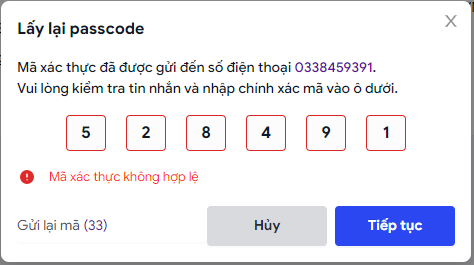 Lấy lại passcode
Mã xác thực đã được gửi đến số điện thoại 0338459391.
Vui lòng kiểm tra tin nhắn và nhập chính xác mã vào ô dưới.
5 2 8 4 9 1
Mã xác thực không hợp lệ
Gửi lại mã (33) Hủy Tiếp tục